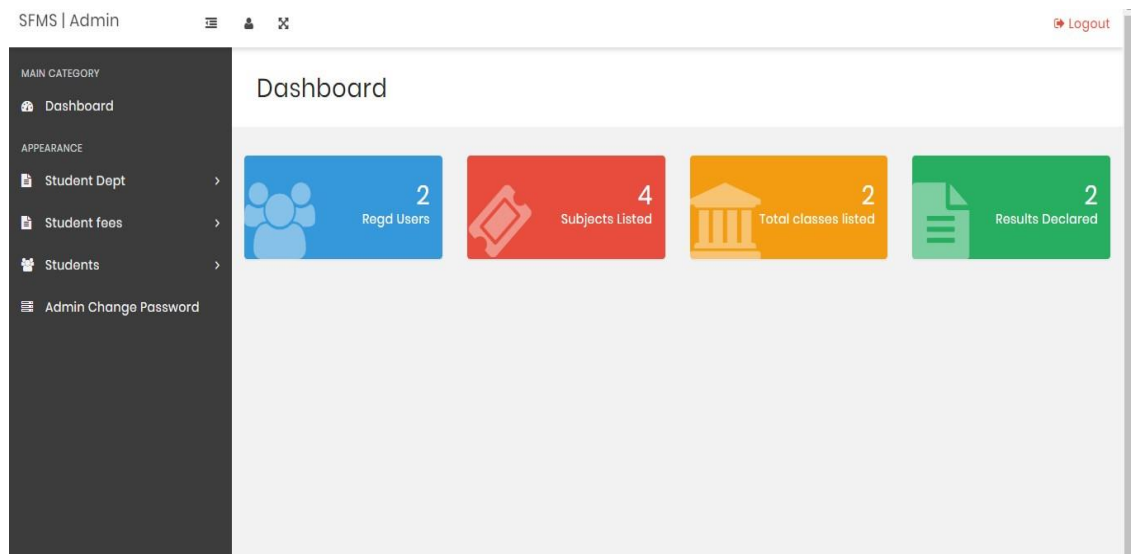 SFMS | Admin
Logout
MAIN CATEGORY
Dashboard
APPEARANCE
Student Dept
Student fees
Students
Admin Change Password
Dashboard
2
Regd Users
4
Subjects Listed
2
Total classes listed
2
Results Declared